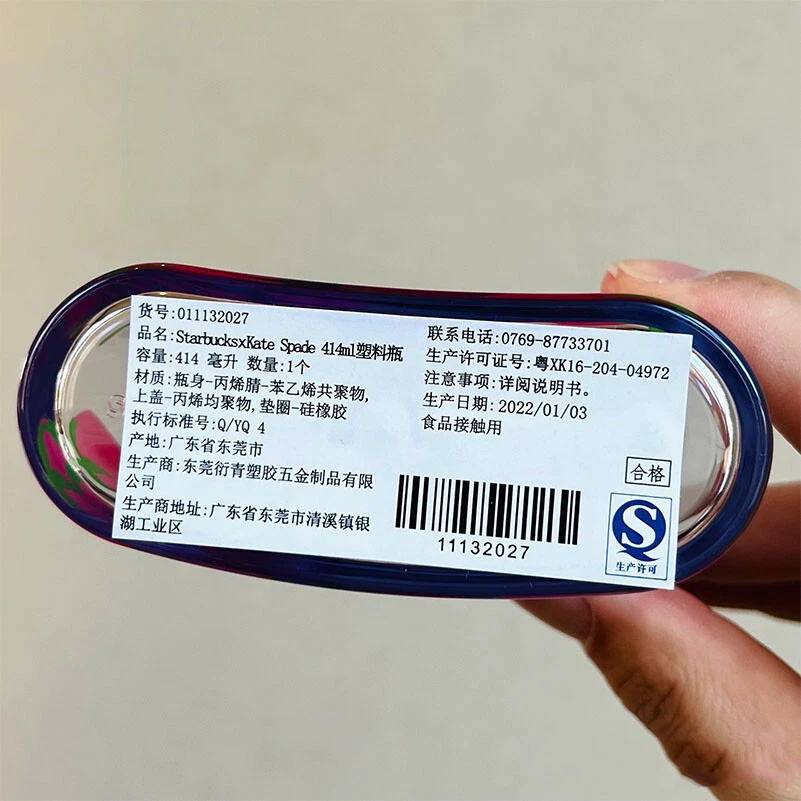 货号:011132027
品名:StarbucksxKate Spade 414ml塑料瓶
容量:414 毫升 数量:1个
材质:瓶身-丙烯腈-苯乙烯共聚物,
上盖-丙烯均聚物,垫圈-硅橡胶
执行标准号:Q/YQ 4
产地:广东省东莞市
生产商:东莞衍青塑胶五金制品有限
公司
生产商地址:广东省东莞市清溪镇银
湖工业区
联系电话:0769-87733701
生产许可证号:粤XK16-204-04972
注意事项:详阅说明书。
生产日期:2022/01/03
食品接触用
合格
11132027
生产许可